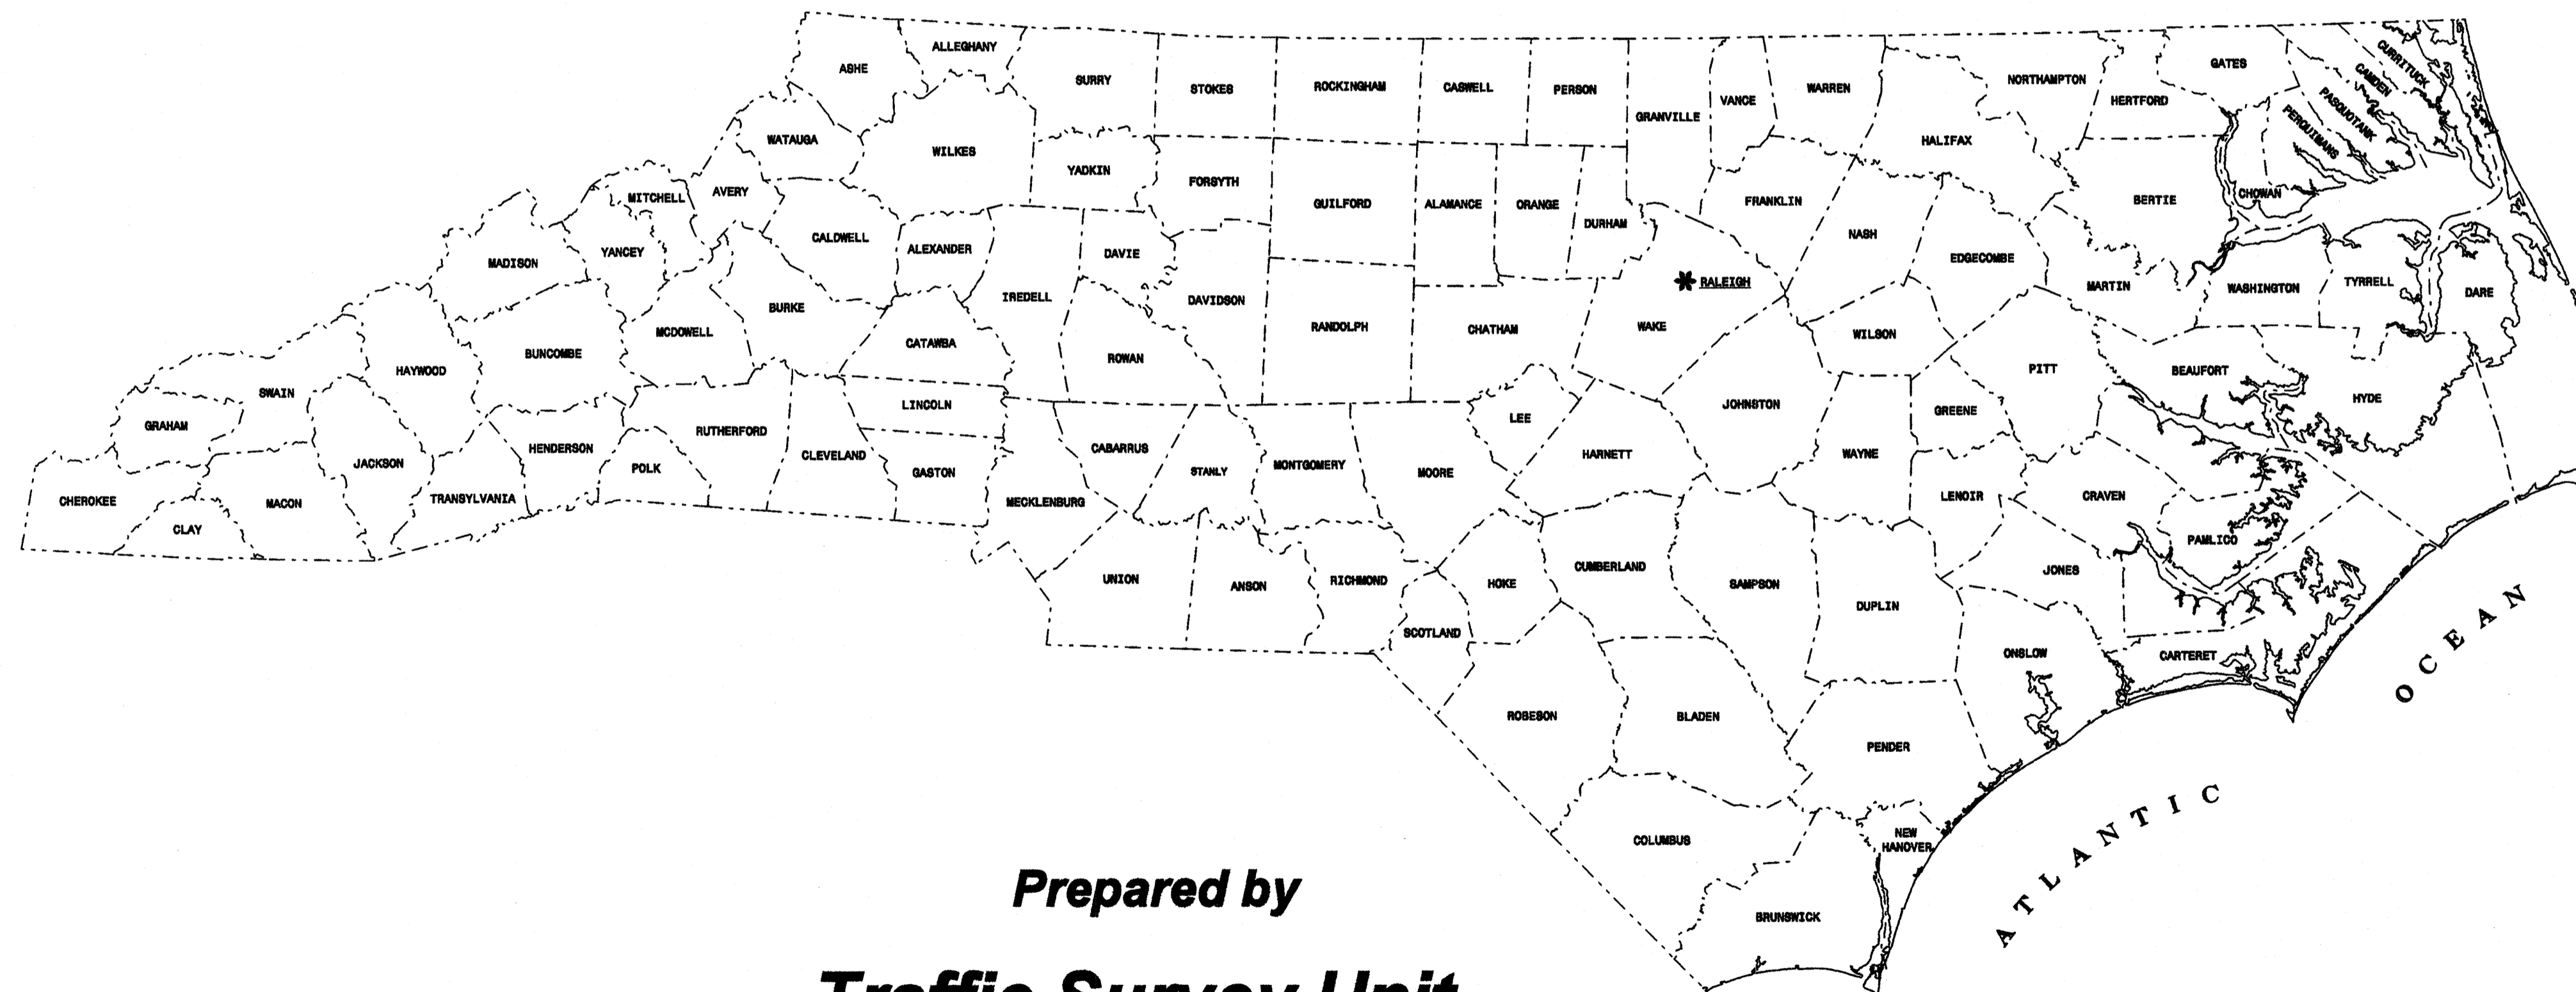 ALLEGHANY
ASHE
SURRY
STOKES
ROCKINGHAM
CASWELL
PERSON
GRANVILLE
VANCE
WARREN
NORTHAMPTON
HERTFORD
GATES
CURRITUCK
CAMDEN
PASQUOTANK
PERQUIMANS
WATAUGA
WILKES
YADKIN
FORSYTH
GUILFORD
ALAMANCE
ORANGE
DURHAM
FRANKLIN
HALIFAX
BERTIE
CHOWAN
MITCHELL
AVERY
CALDWELL
ALEXANDER
DAVIE
NASH
EDGECOMBE
MADISON
YANCEY
IREDELL
DAVIDSON
RALEIGH
MARTIN
WASHINGTON
TYRRELL
DARE
BURKE
MCDOWELL
CATAWBA
ROWAN
RANDOLPH
CHATHAM
WAKE
WILSON
BUNCOMBE
HAYWOOD
SWAIN
PITT
BEAUFORT
HYDE
GRAHAM
LINCOLN
RUTHERFORD
LEE
JOHNSTON
GREENE
JACKSON
HENDERSON
POLK
CLEVELAND
GASTON
CABARRUS
STANLY
MONTGOMERY
MOORE
HARNETT
WAYNE
CHEROKEE
CLAY
MACON
TRANSYLVANIA
MECKLENBURG
LENOIR
CRAVEN
PAMLICO
UNION
ANSON
RICHMOND
HOKE
CUMBERLAND
SAMPSON
DUPLIN
JONES
SCOTLAND
ONSLOW
CARTERET
ROBESON
BLADEN
PENDER
COLUMBUS
NEW
HANOVER
BRUNSWICK
ATLANTIC
OCEAN
Prepared by
Traffic Survey Unit